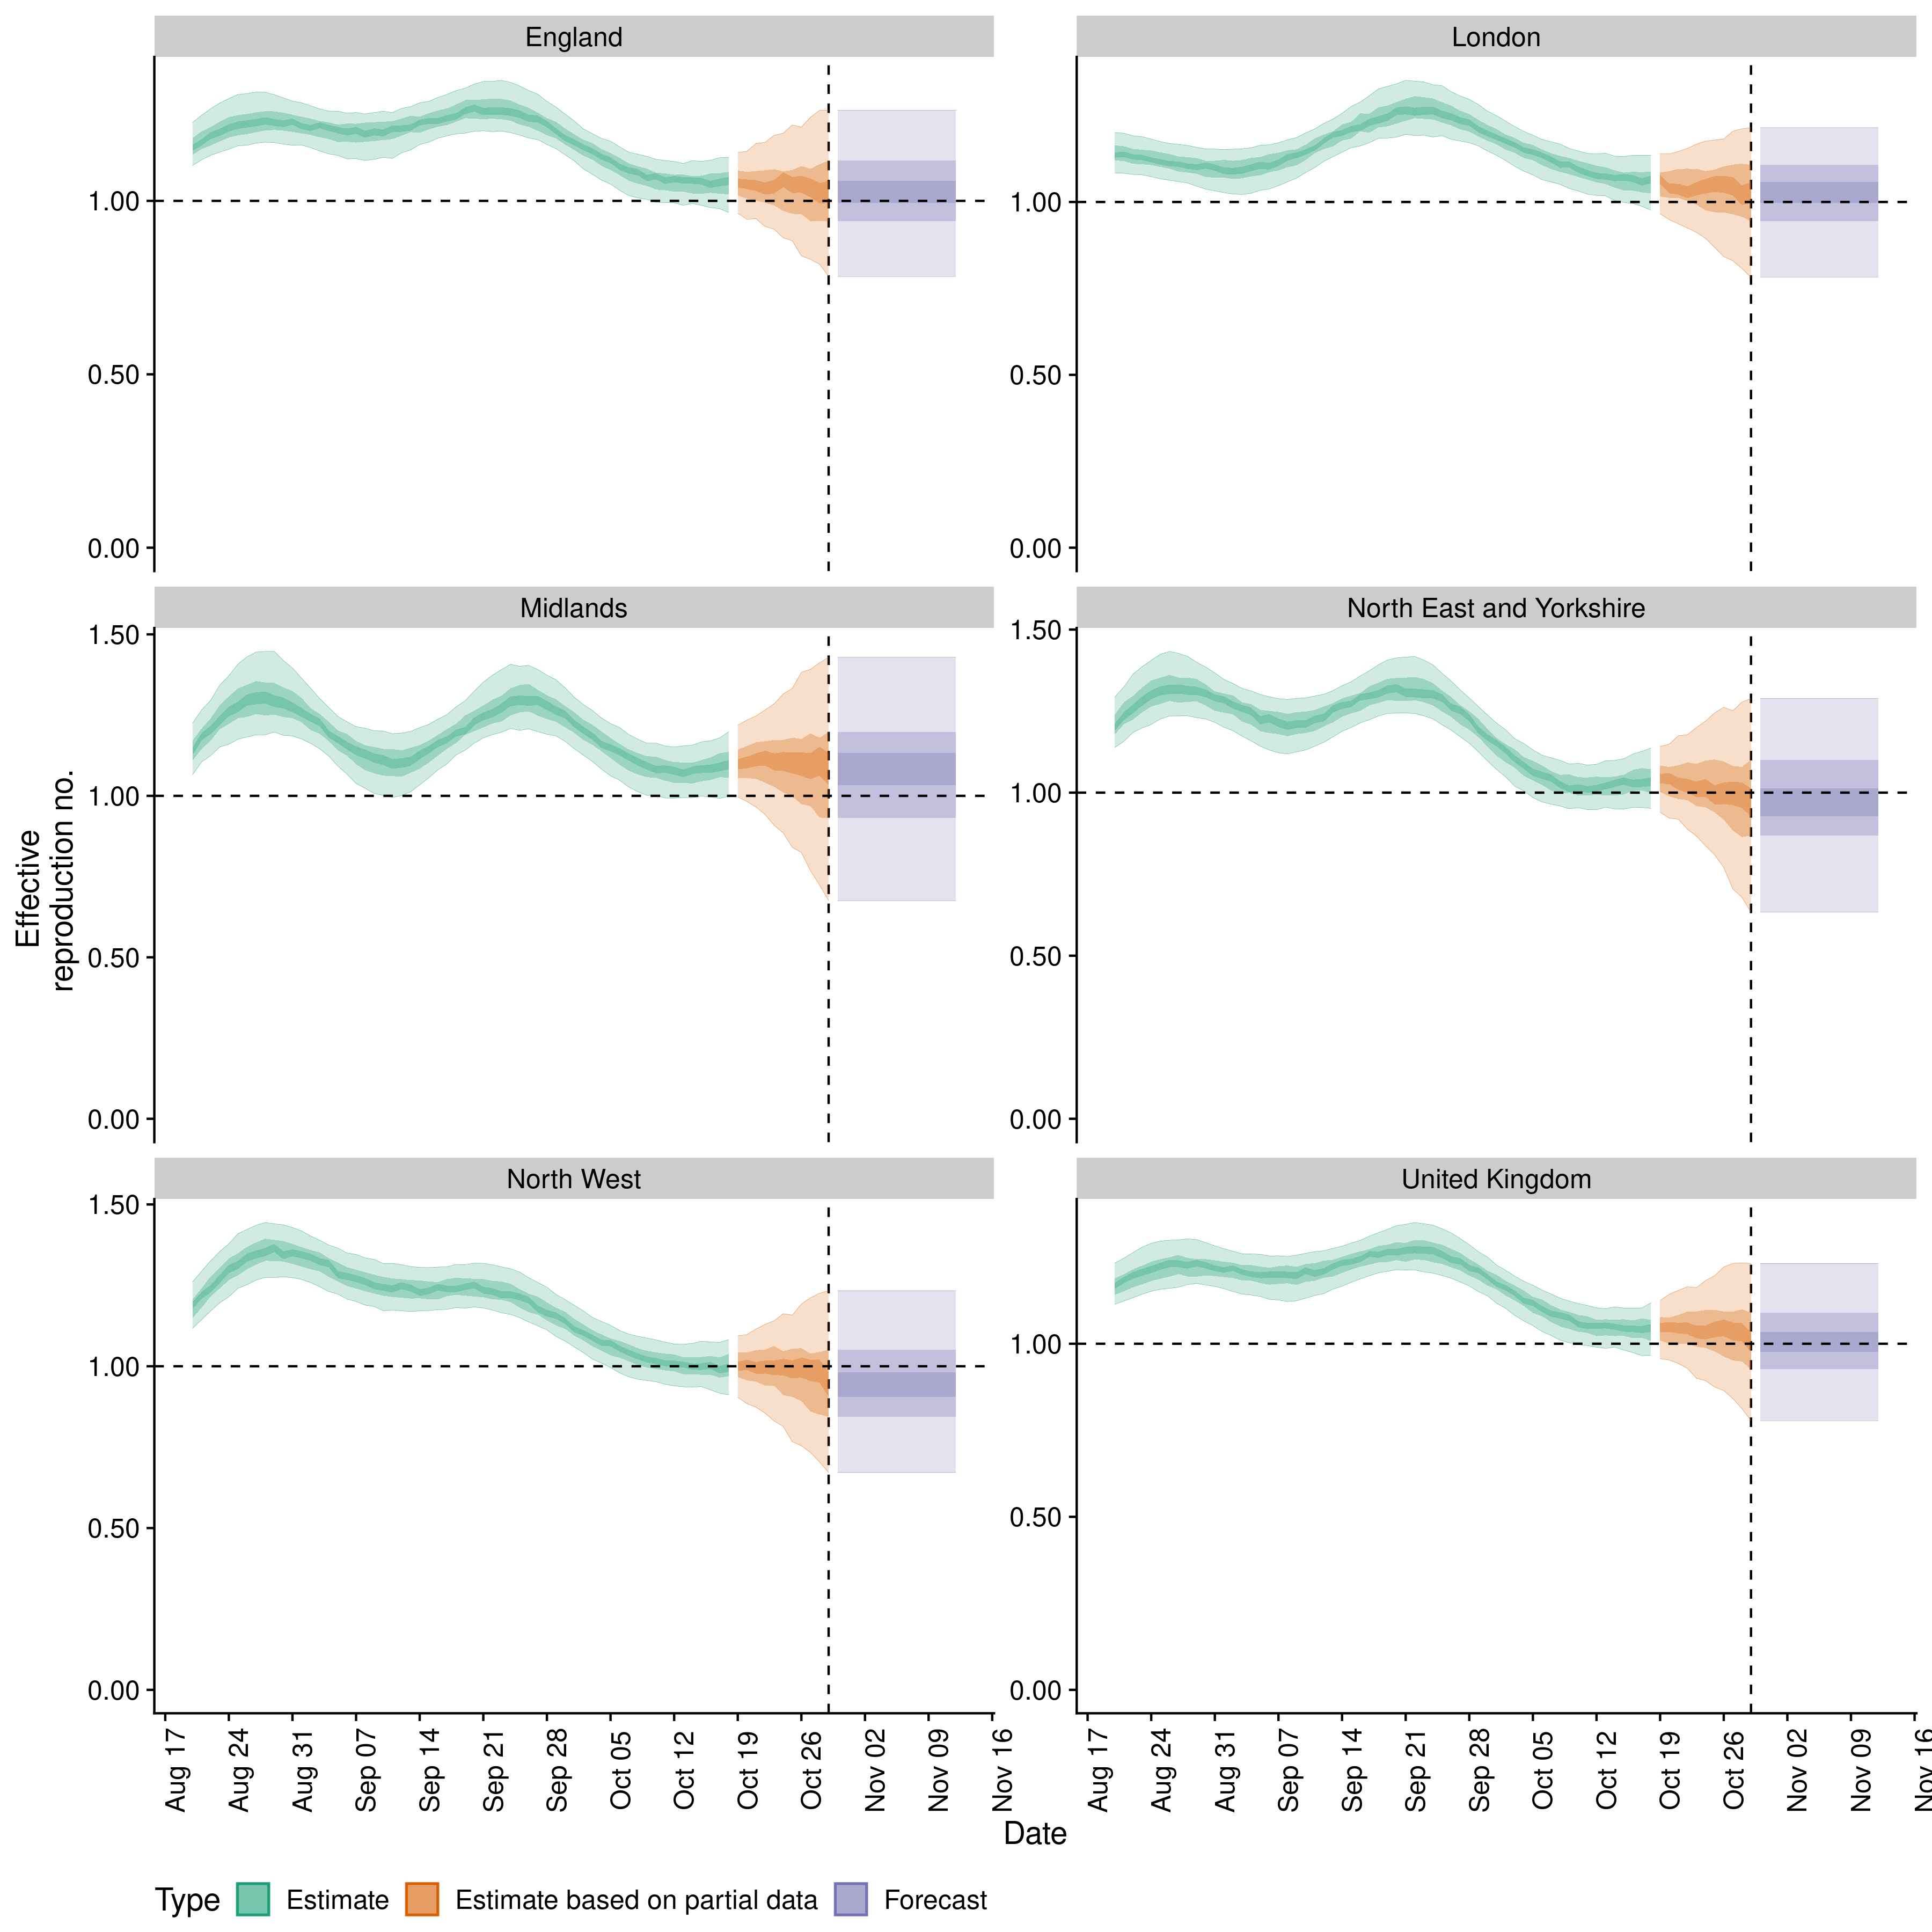 England
London
1.00
0.50
0.00
1.00
0.50
0.00
Midlands
North East and Yorkshire
1.50
1.00
0.50
0.00
1.50
1.00
0.50
0.00
Effective
reproduction no.
North West
United Kingdom
1.50
1.00
0.50
0.00
1.00
0.50
0.00
Aug 17
Aug 24
Aug 31
Sep 07
Sep 14
Sep 21
Sep 28
Oct 05
Oct 12
Oct 19
Oct 26
Nov 02
Nov 09
Nov 16
Aug 17
Aug 24
Aug 31
Sep 07
Sep 14
Sep 21
Sep 28
Oct 05
Oct 12
Oct 19
Oct 26
Nov 02
Nov 09
Nov 16
Date
Type Estimate Estimate based on partial data Forecast